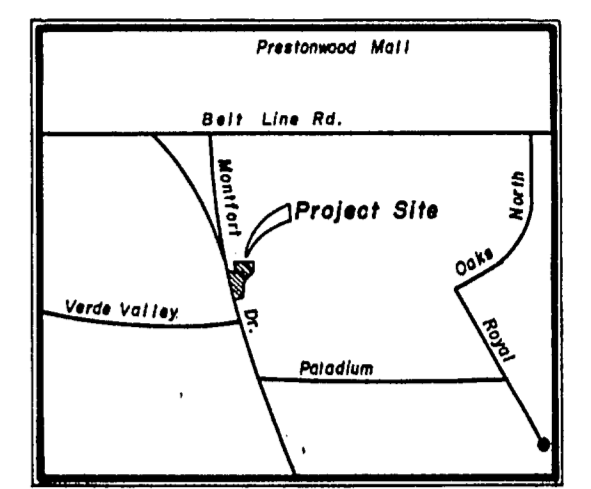 Prestonwood Mall
Belt Line Rd.
Montfort
North
Project Site
Oaks
Verde Valley
Dr.
Royal
Paladium